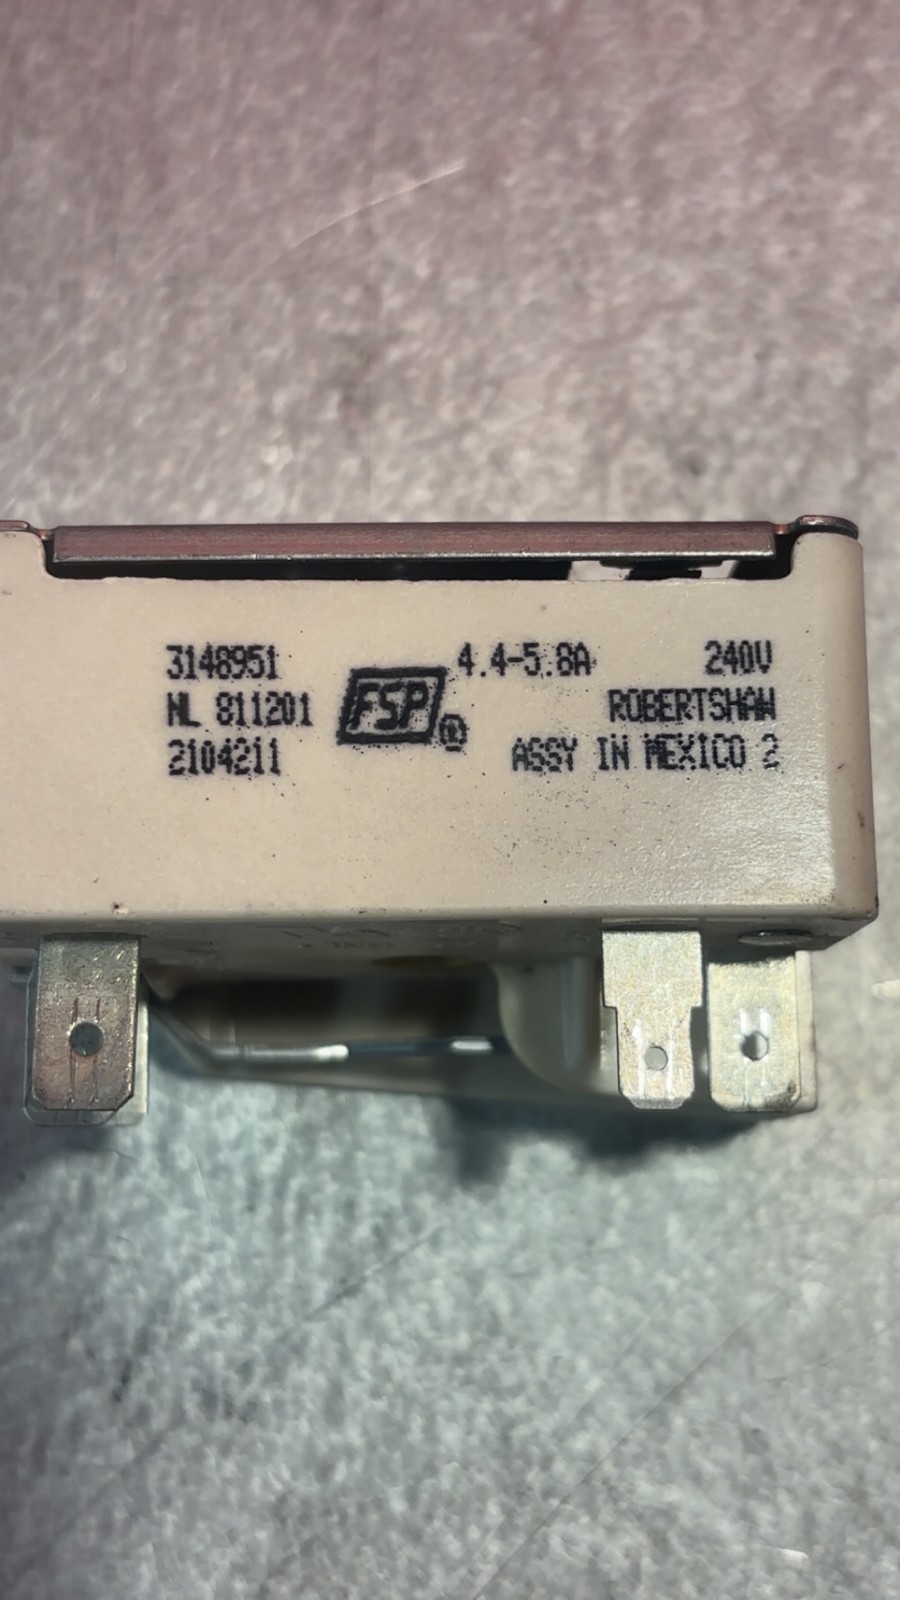 3148951
NL 811201
2104211
FSP®
4.4-5.8A 240V
ROBERTSHAW
ASSY IN MEXICO 2